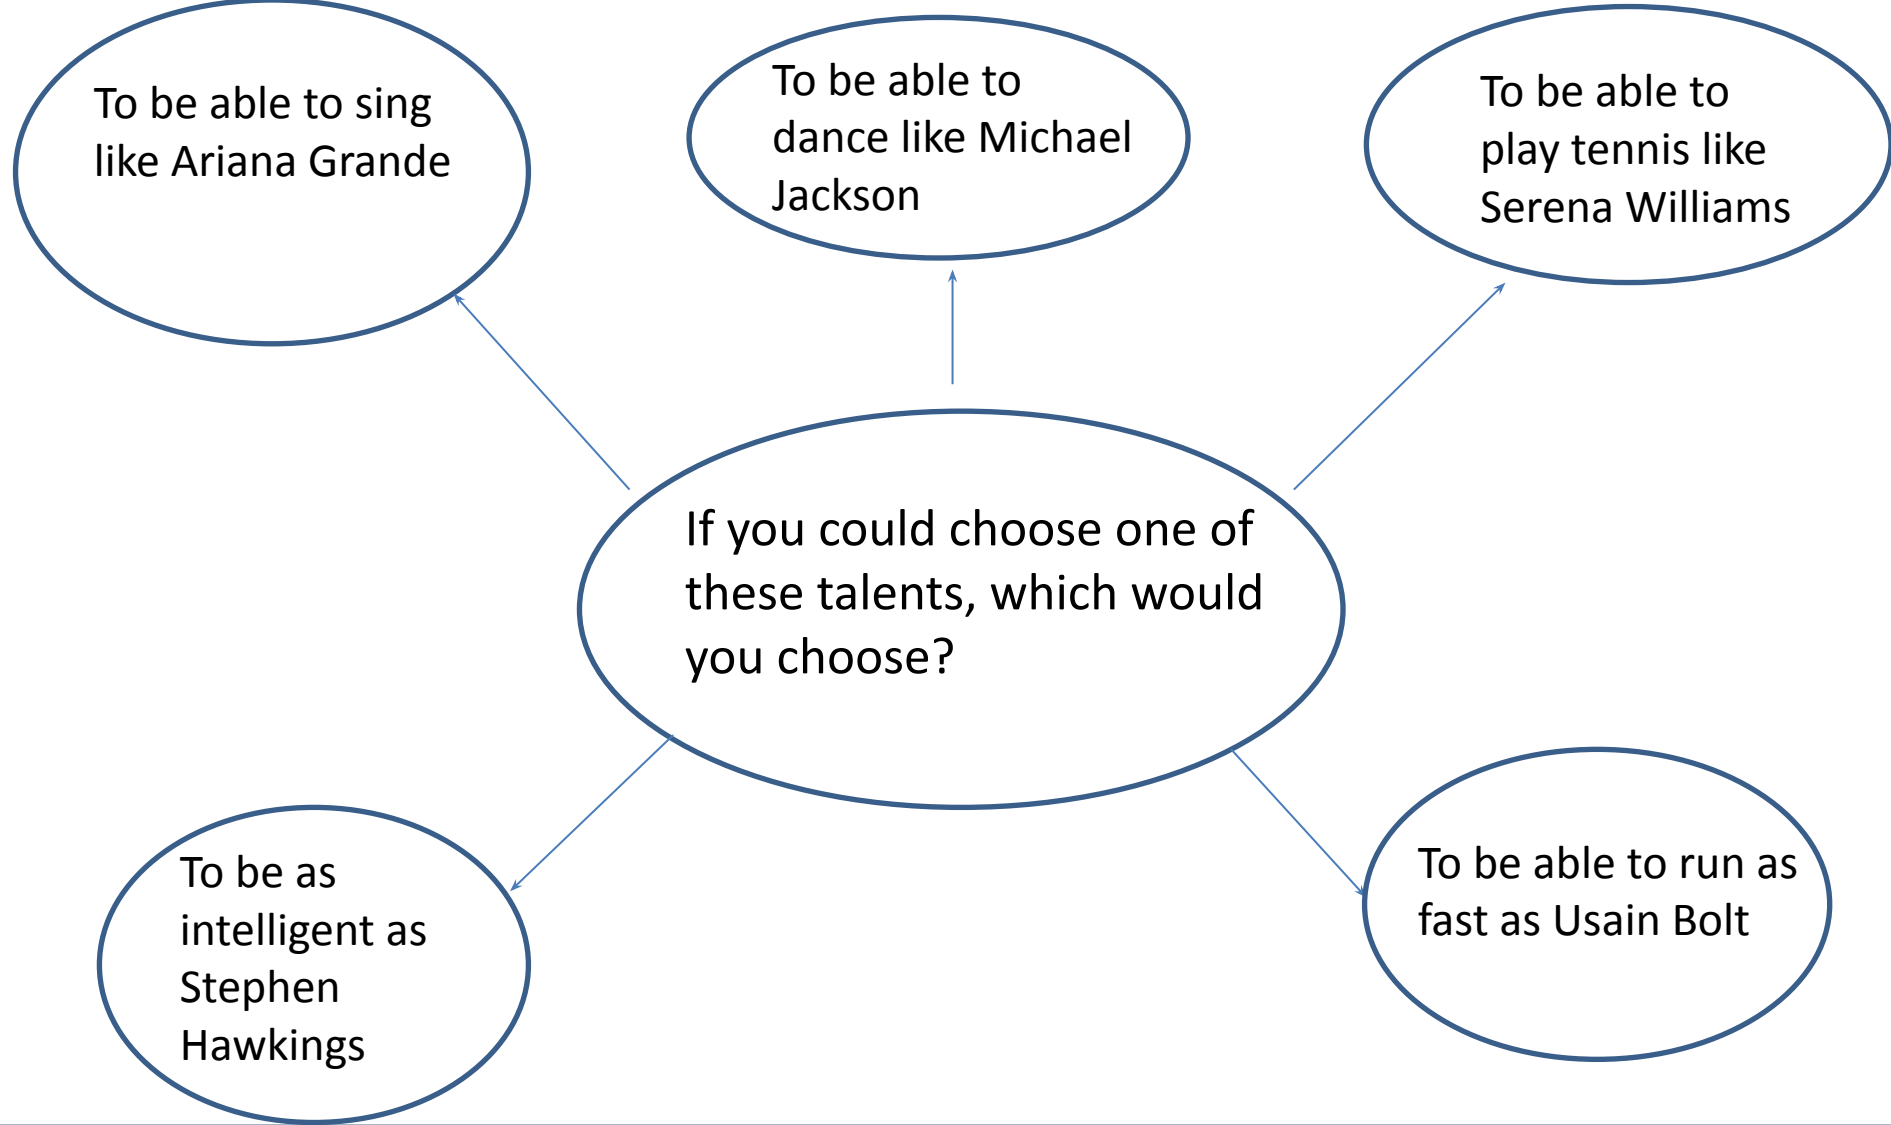 To be able to sing
like Ariana Grande
To be able to
dance like Michael
Jackson
To be able to
play tennis like
Serena Williams
If you could choose one of
these talents, which would
you choose?
To be as
intelligent as
Stephen
Hawkings
To be able to run as
fast as Usain Bolt